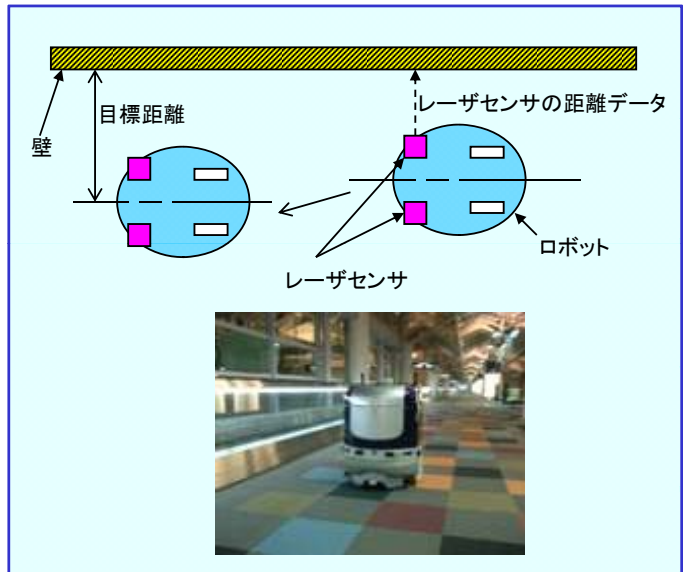 レーザセンサの距離データ
目標距離
壁
ロボット
レーザセンサ